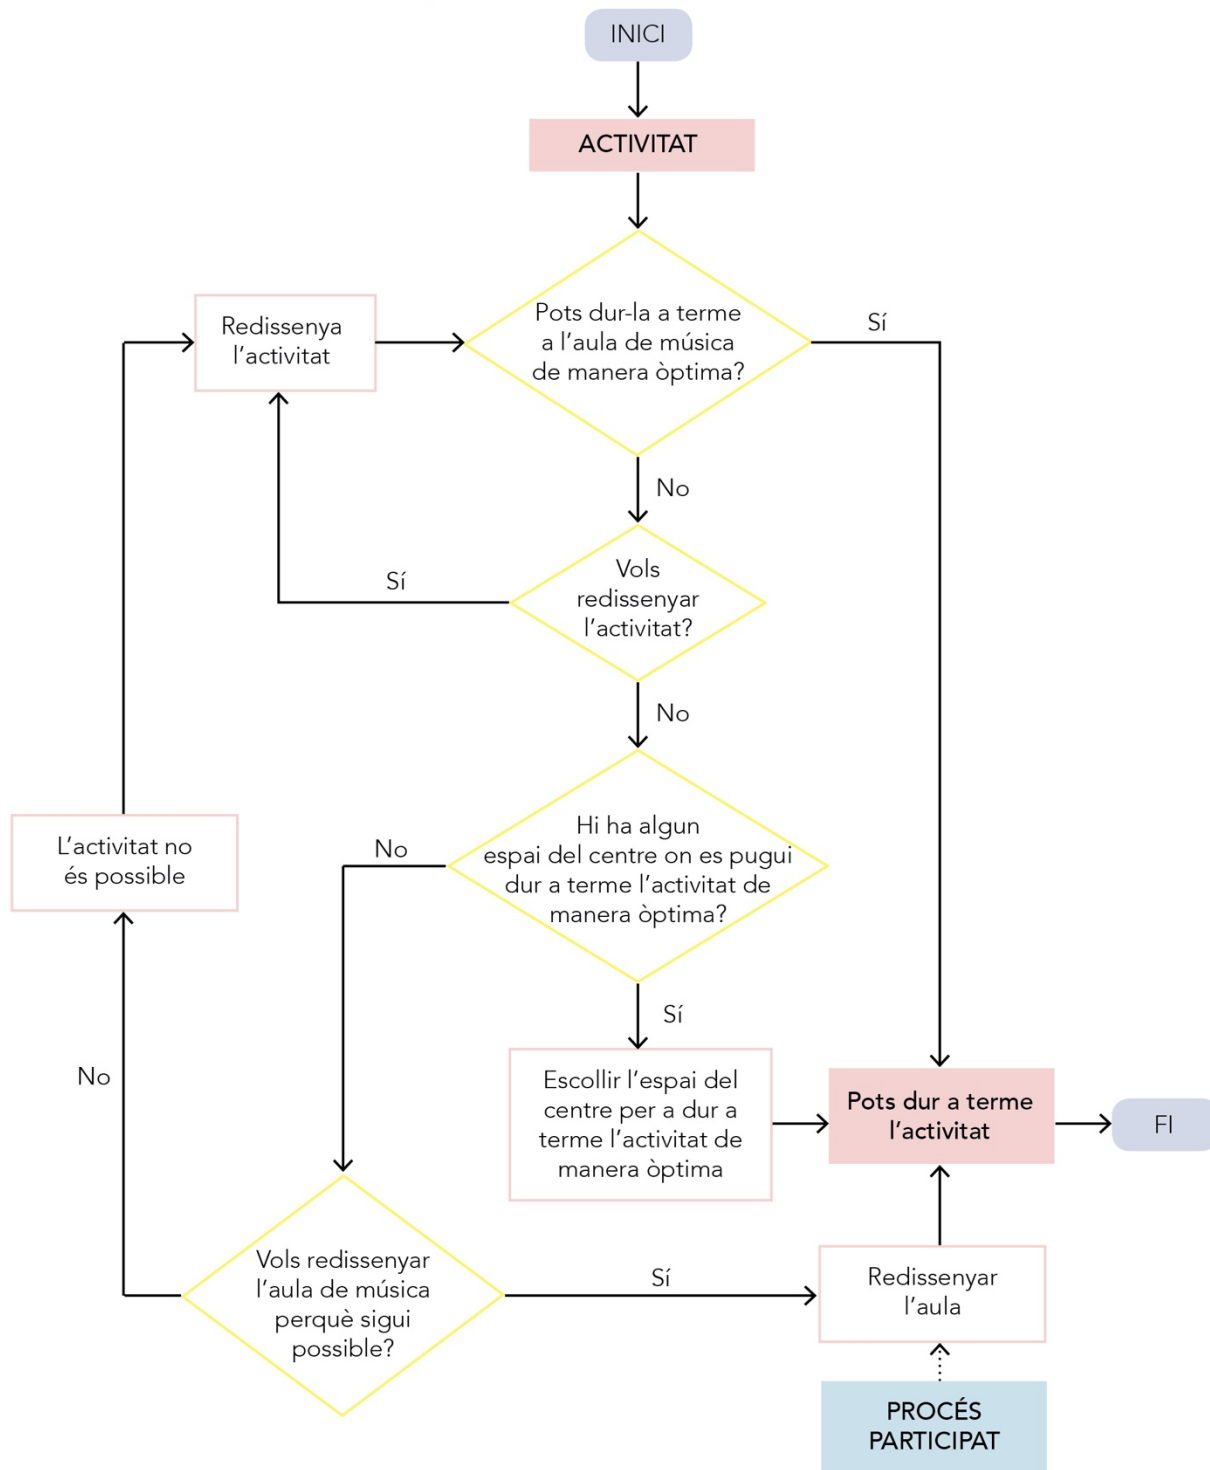 INICI
ACTIVITAT
Pots dur-la a terme
a l’aula de música
de manera òptima?
Sí
Redissenya
l’activitat
No
Vols
redissenyar
l’activitat?
Sí
No
Hi ha algun
espai del centre on es pugui
dur a terme l’activitat de
manera òptima?
No
L’activitat no
és possible
Sí
Escollir l’espai del
centre per a dur a
terme l’activitat de
manera òptima
Pots dur a terme
l’activitat
FI
No
Vols redissenyar
l’aula de música
perquè sigui
possible?
Sí
Redissenyar
l’aula
PROCÉS
PARTICIPAT